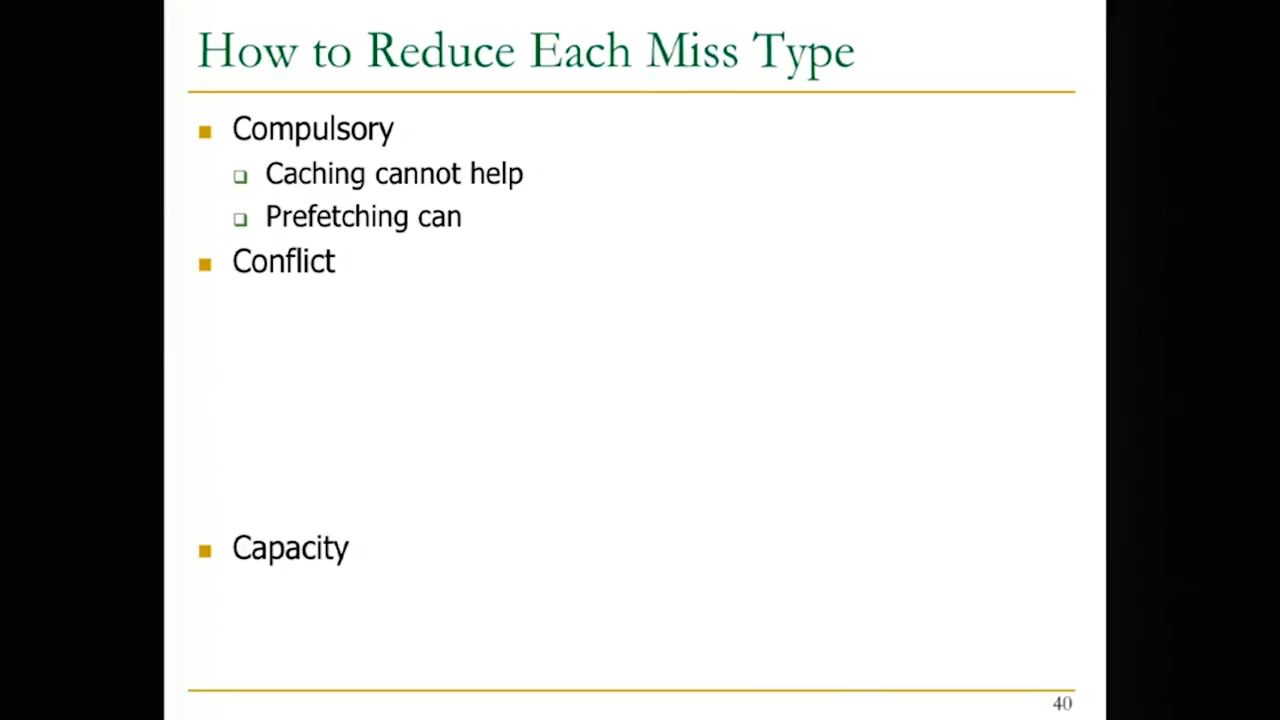 How to Reduce Each Miss Type
Compulsory
Caching cannot help
Prefetching can
Conflict
Capacity
40